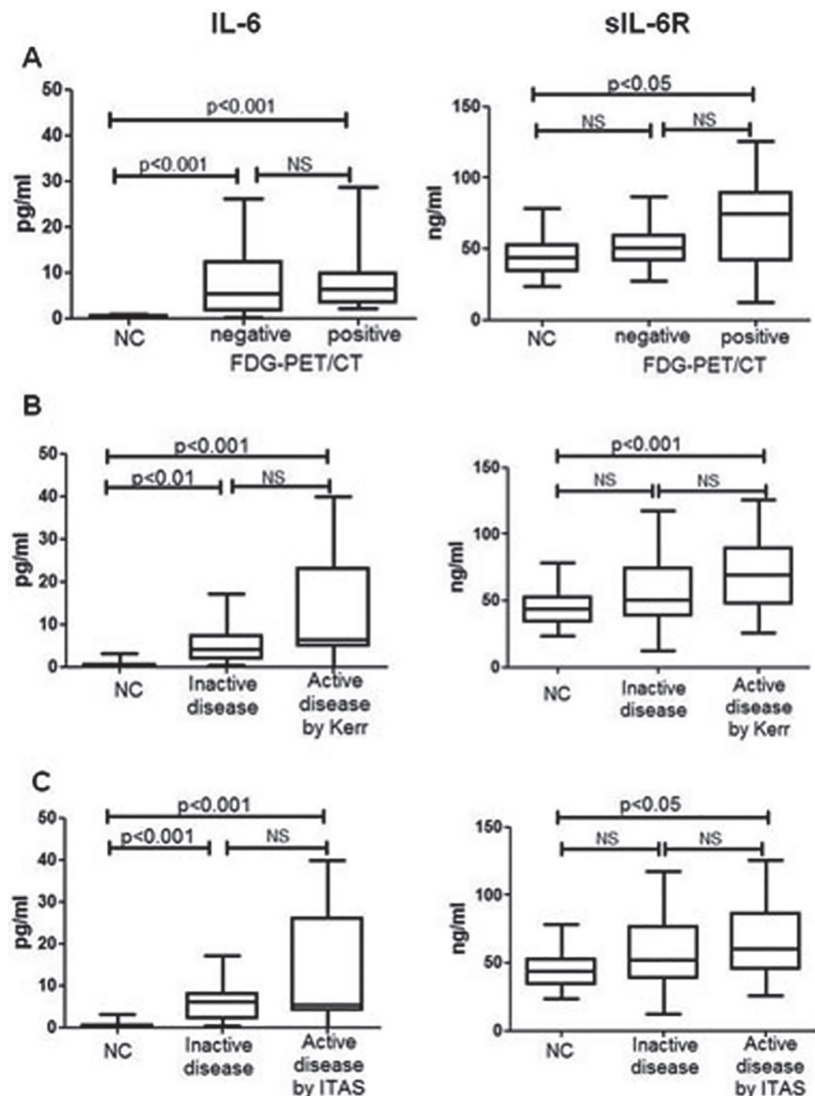 IL-6
sIL-6R
A
50
40
30
20
10
0
pg/ml
p<0.001
p<0.001
NS
NC
negative
positive
FDG-PET/CT
150
100
50
0
ng/ml
p<0.05
NS
NS
NC
negative
positive
FDG-PET/CT
B
50
40
30
20
10
0
pg/ml
p<0.001
p<0.01
NS
NC
Inactive
disease
Active
disease
by Kerr
150
100
50
0
ng/ml
p<0.001
NS
NS
NC
Inactive
disease
Active
disease
by Kerr
C
50
40
30
20
10
0
pg/ml
p<0.001
p<0.001
NS
NC
Inactive
disease
Active
disease
by ITAS
150
100
50
0
ng/ml
p<0.05
NS
NS
NC
Inactive
disease
Active
disease
by ITAS